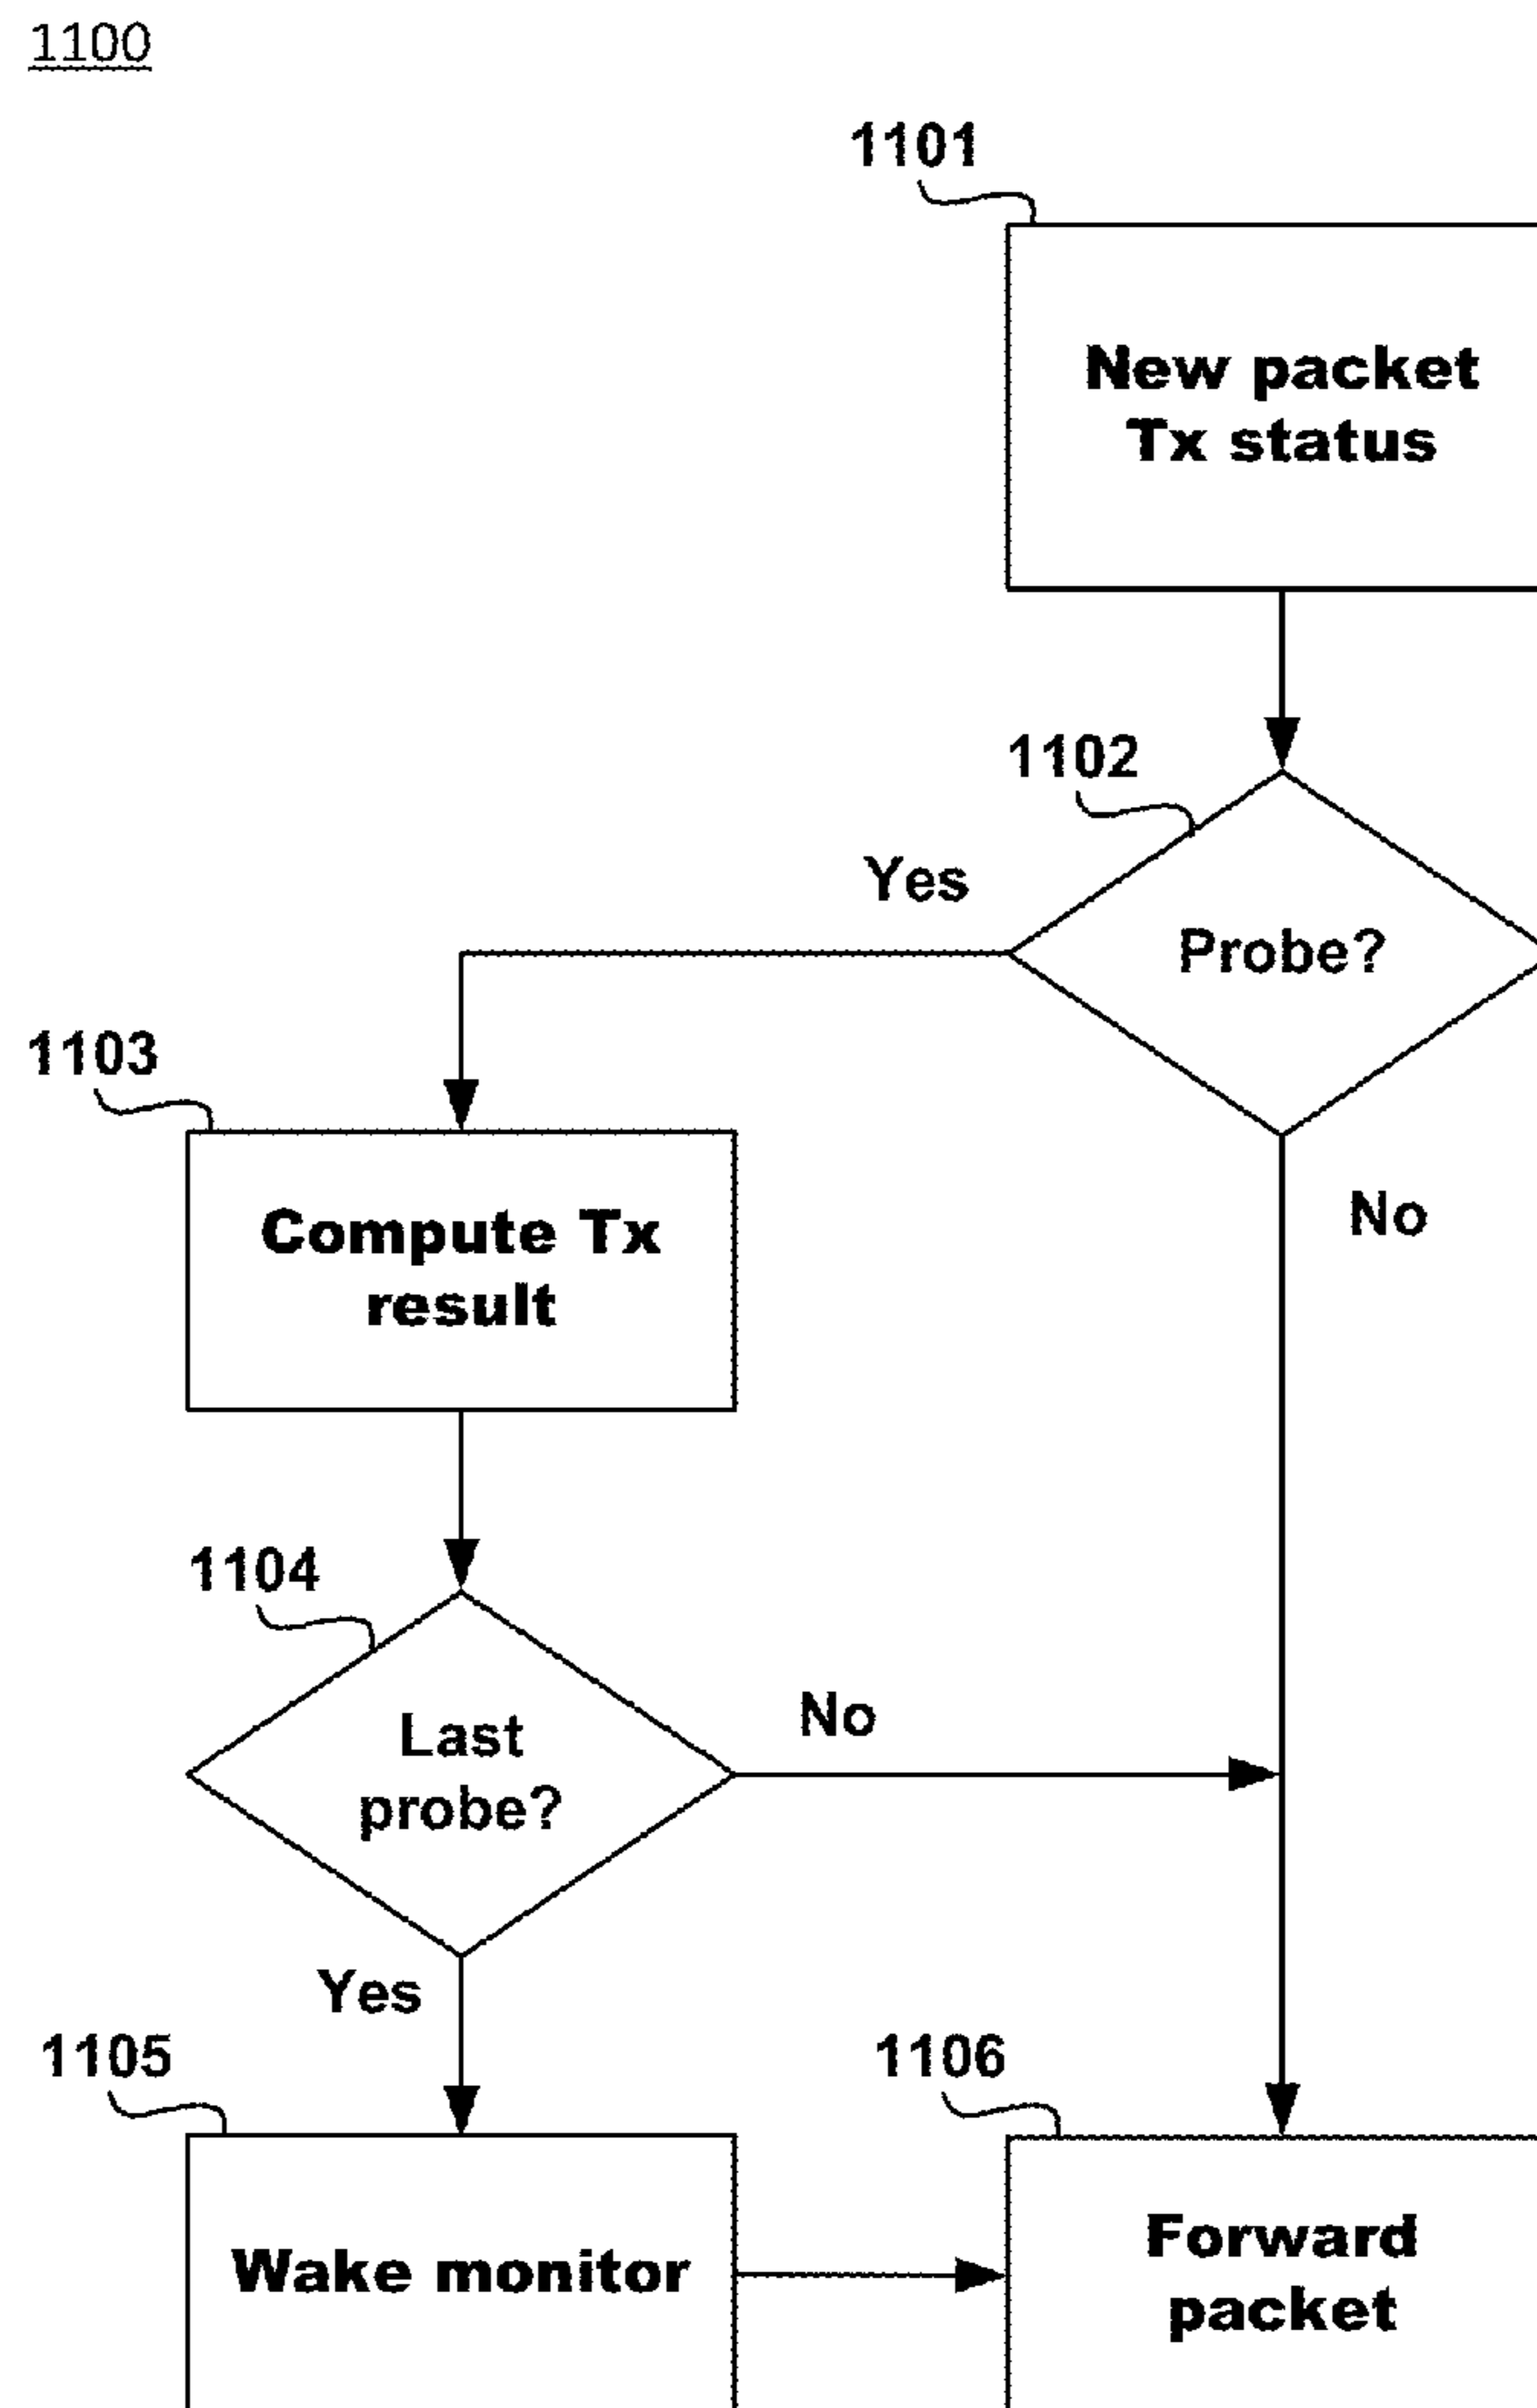 1100
1101
New packet
Tx status
1102
Yes
Probe?
1103
No
Compute Tx
result
1104
No
Last
probe?
Yes
1105
1106
Wake monitor
Forward
packet